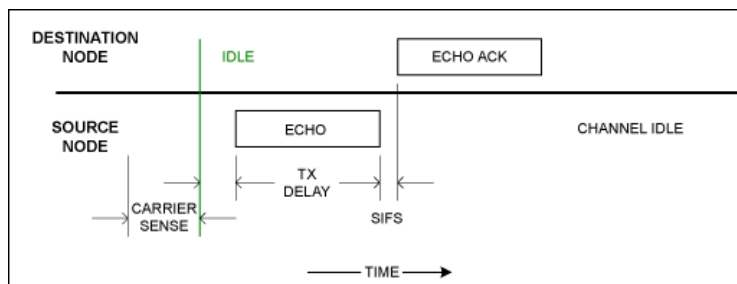 DESTINATION
NODE
IDLE
ECHO ACK
SOURCE
NODE
ECHO
CHANNEL IDLE
TX
DELAY
CARRIER
SENSE
SIFS
TIME